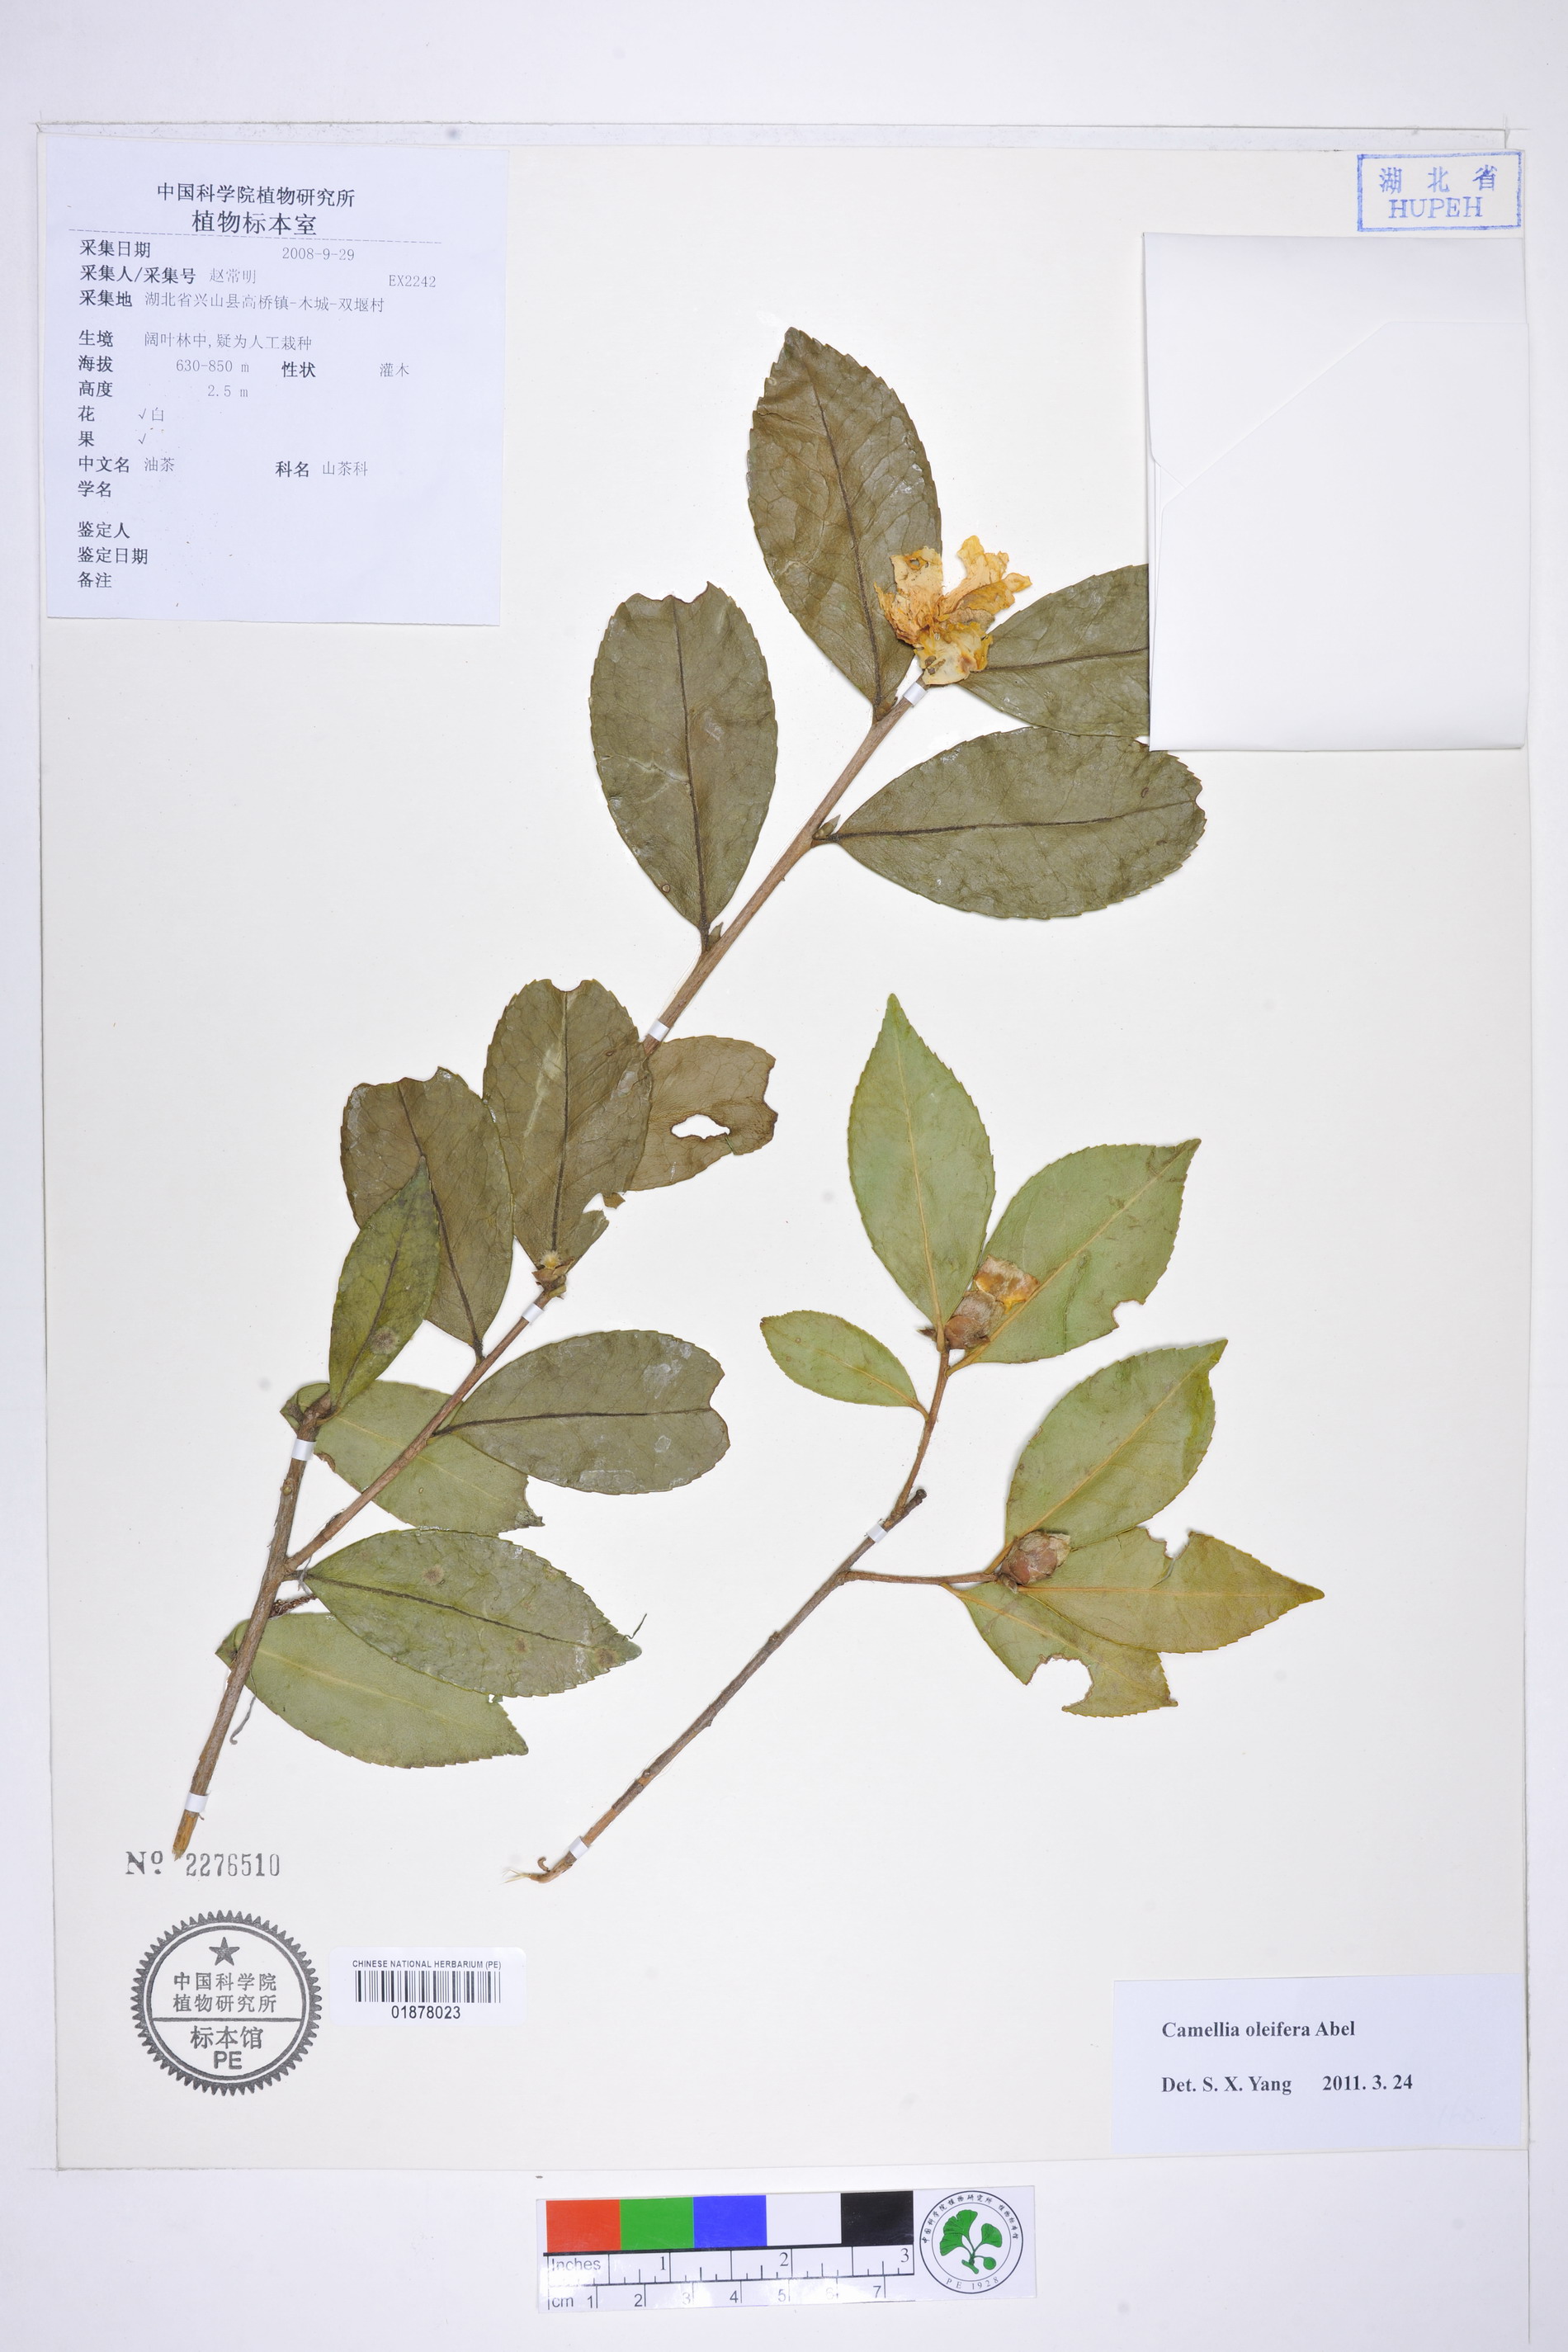 中国科学院植物研究所
植物标本室
采集日期 2008-9-29
采集人/采集号 赵常明 EX2242
采集地 湖北省兴山县高桥镇-木城-双堰村
生境 阔叶林中,疑为人工栽种
海拔 630-850 m 性状 灌木
高度 2.5 m
花 √白
果 √
中文名 油茶 科名 山茶科
学名
鉴定人
鉴定日期
备注
湖北省
HUPEH
No 2276510
中国科学院
植物研究所
标本馆
PE
CHINESE NATIONAL HERBARIUM (PE)
01878023
Camellia oleifera Abel
Det. S. X. Yang 2011. 3. 24
Inches 1 2 3
cm 1 2 3 4 5 6 7
PE 1928